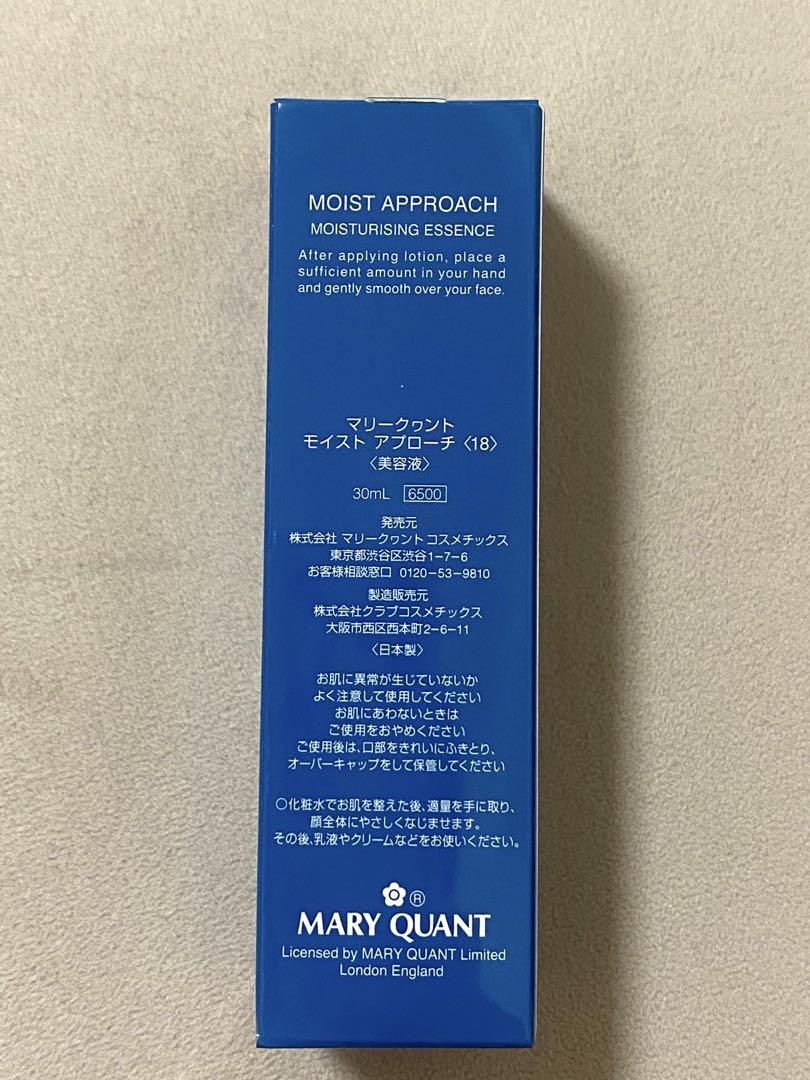 MOIST APPROACH
MOISTURISING ESSENCE
After applying lotion, place a
sufficient amount in your hand
and gently smooth over your face.
マリークヮント
モイスト アプローチ〈18〉
〈美容液〉
30mL 6500
発売元
株式会社 マリークヮント コスメチックス
東京都渋谷区渋谷1-7-6
お客様相談窓口 0120-53-9810
製造販売元
株式会社クラブコスメチックス
大阪市西区西本町2-6-11
〈日本製〉
お肌に異常が生じていないか
よく注意して使用してください
お肌にあわないときは
ご使用をおやめください
ご使用後は、口部をきれいにふきとり、
オーバーキャップをして保管してください
○化粧水でお肌を整えた後、適量を手に取り、
顔全体にやさしくなじませます。
その後、乳液やクリームなどをお使いください。
®
MARY QUANT
Licensed by MARY QUANT Limited
London England